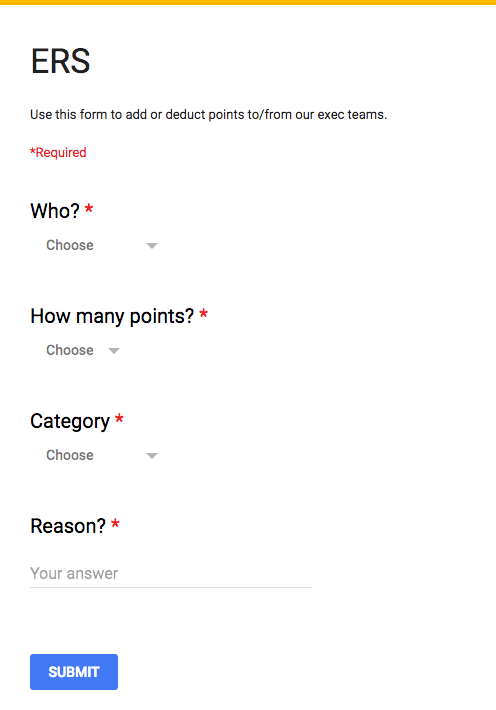 ERS
Use this form to add or deduct points to/from our exec teams.
*Required
Who? *
Choose
How many points? *
Choose
Category *
Choose
Reason? *
Your answer
SUBMIT